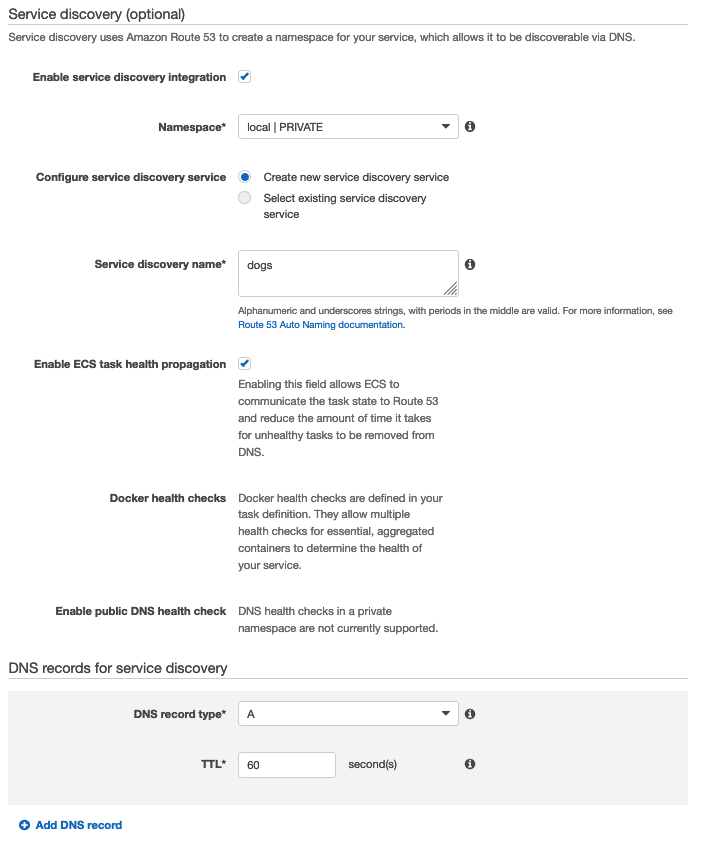 Service discovery (optional)
Service discovery uses Amazon Route 53 to create a namespace for your service, which allows it to be discoverable via DNS.
Enable service discovery integration
Namespace* local | PRIVATE
Configure service discovery service Create new service discovery service
Select existing service discovery
service
Service discovery name* dogs
Alphanumeric and underscores strings, with periods in the middle are valid. For more information, see
Route 53 Auto Naming documentation.
Enable ECS task health propagation
Enabling this field allows ECS to
communicate the task state to Route 53
and reduce the amount of time it takes
for unhealthy tasks to be removed from
DNS.
Docker health checks Docker health checks are defined in your
task definition. They allow multiple
health checks for essential, aggregated
containers to determine the health of
your service.
Enable public DNS health check DNS health checks in a private
namespace are not currently supported.
DNS records for service discovery
DNS record type* A
TTL* 60 second(s)
Add DNS record